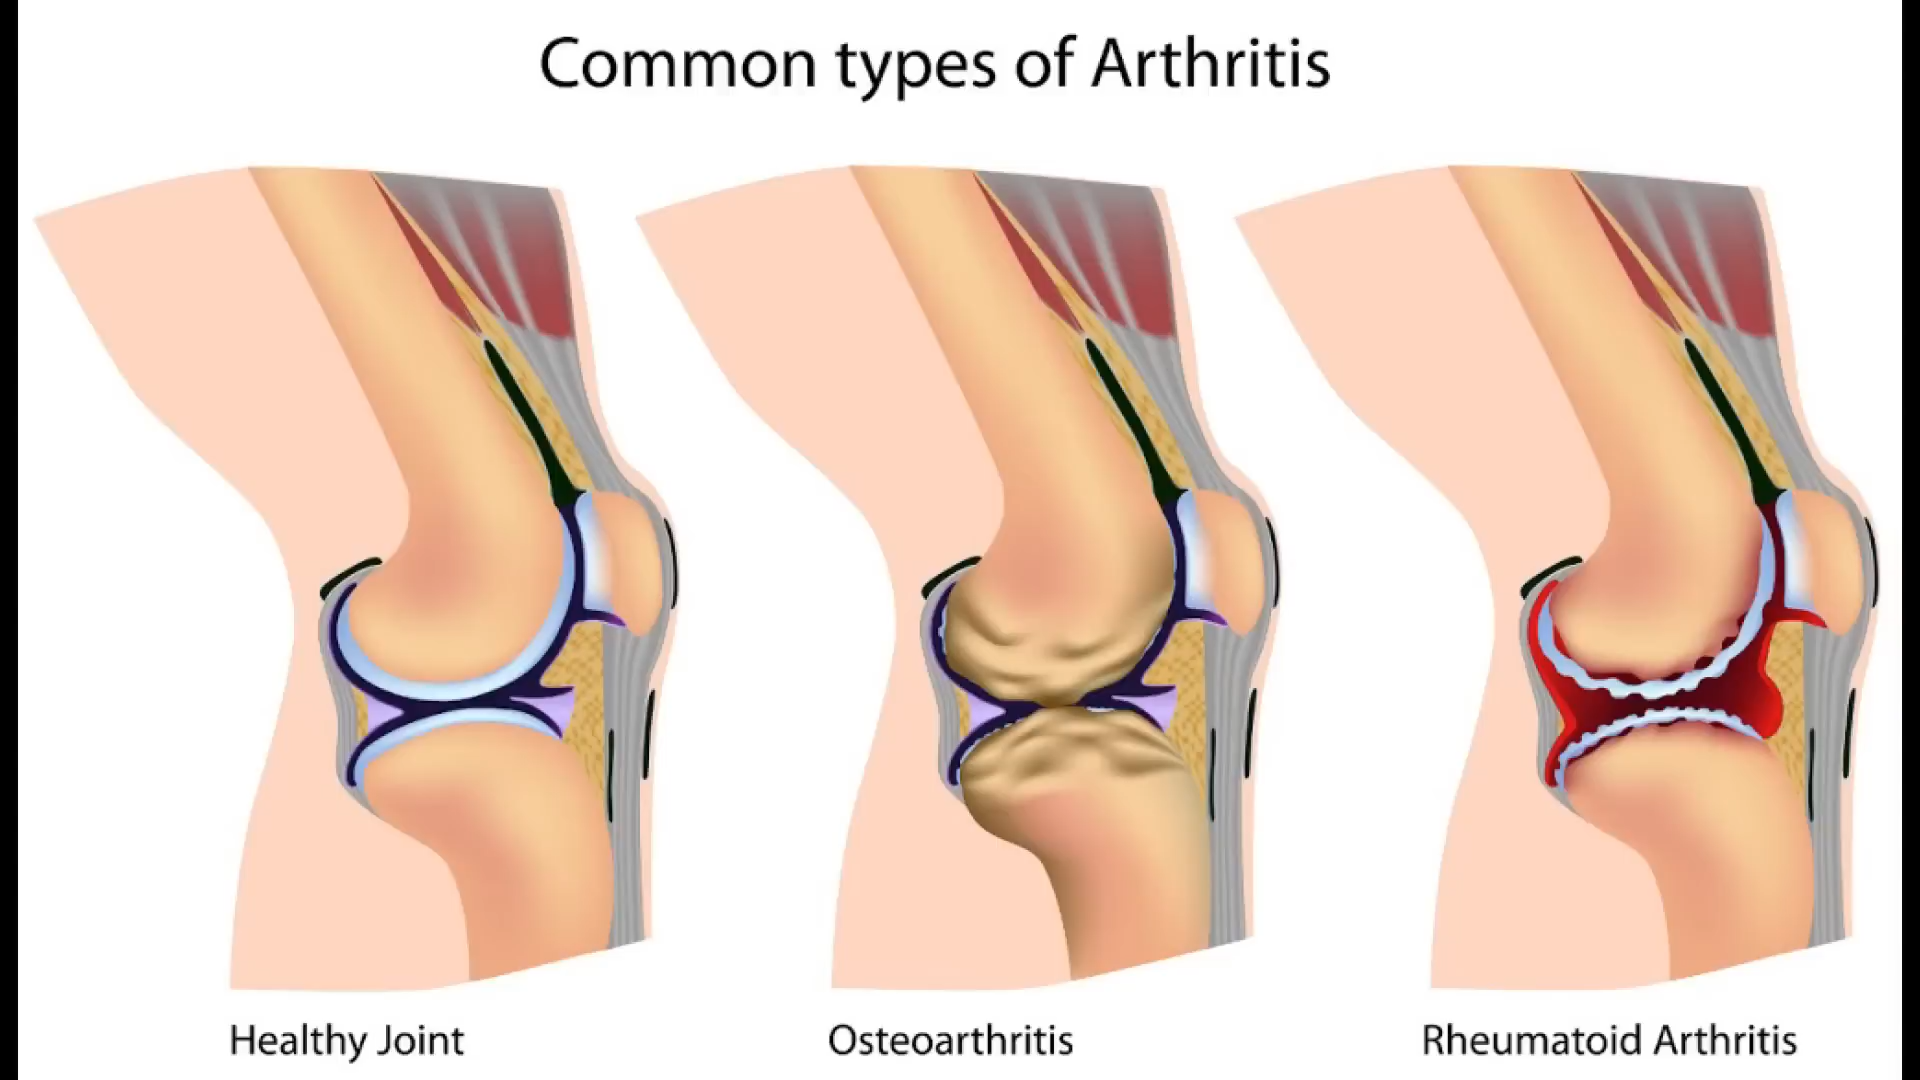 Common types of Arthritis
Healthy Joint
Osteoarthritis
Rheumatoid Arthritis